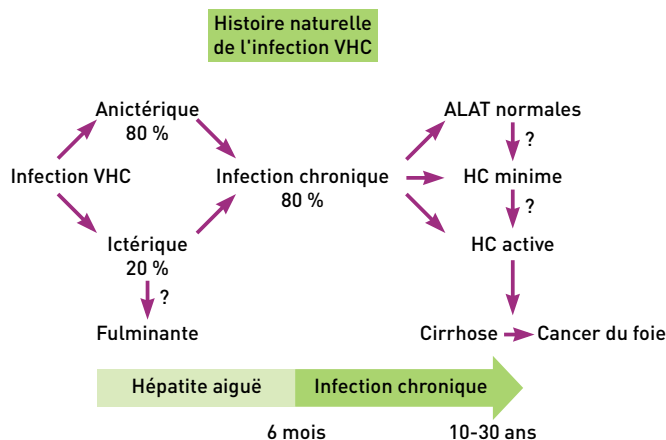 Histoire naturelle
de l'infection VHC
Anictérique
80 %
ALAT normales
?
Infection VHC
Infection chronique
80 %
HC minime
?
Ictérique
20 %
HC active
?
Fulminante
Cirrhose
Cancer du foie
Hépatite aiguë
Infection chronique
6 mois
10-30 ans